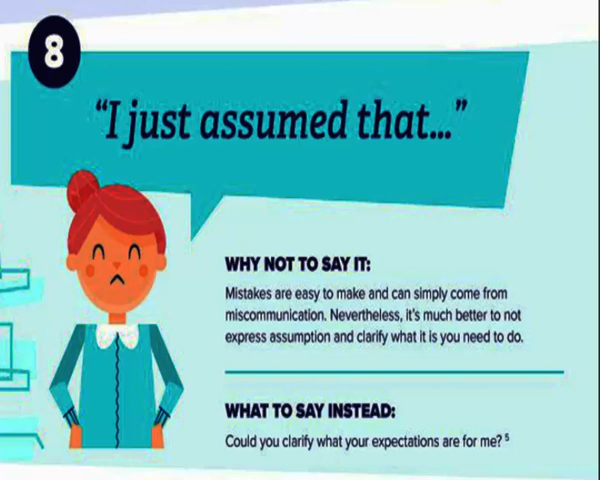 8
“I just assumed that...”
WHY NOT TO SAY IT:
Mistakes are easy to make and can simply come from
miscommunication. Nevertheless, it's much better to not
express assumption and clarify what it is you need to do.
WHAT TO SAY INSTEAD:
Could you clarify what your expectations are for me? 5